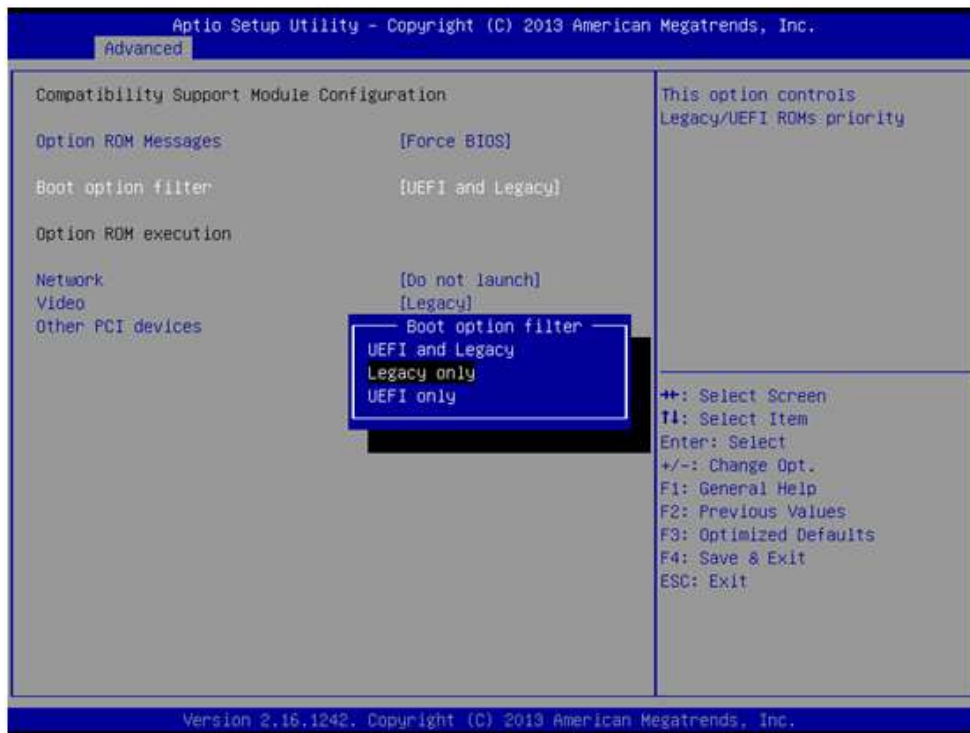 Aptio Setup Utility – Copyright (C) 2013 American Megatrends, Inc.
Advanced
Compatibility Support Module Configuration
Option ROM Messages [Force BIOS]
Boot option filter [UEFI and Legacy]
Option ROM execution
Network [Do not launch]
Video [Legacy]
Other PCI devices
Boot option filter
UEFI and Legacy
Legacy only
UEFI only
This option controls
Legacy/UEFI ROMs priority
→←: Select Screen
↑↓: Select Item
Enter: Select
+/-: Change Opt.
F1: General Help
F2: Previous Values
F3: Optimized Defaults
F4: Save & Exit
ESC: Exit
Version 2.16.1242. Copyright (C) 2013 American Megatrends, Inc.